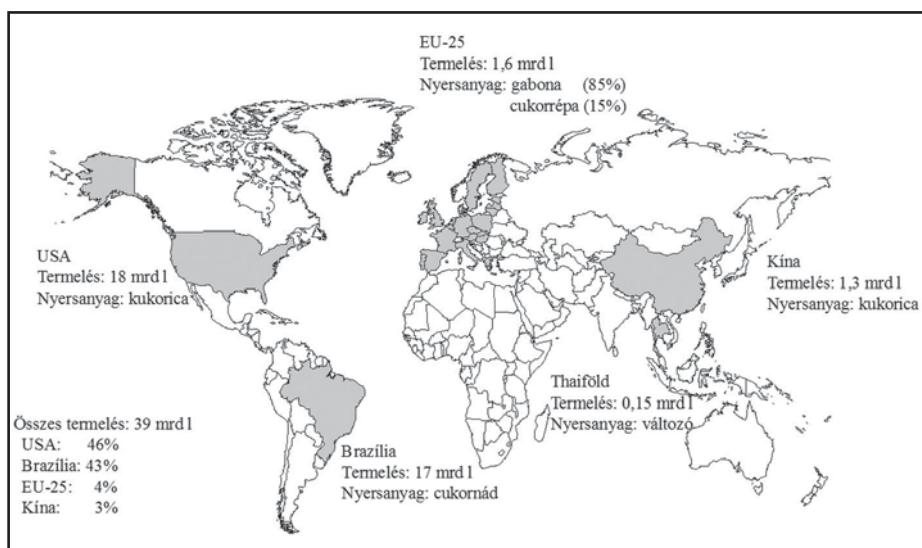 EU-25
Termelés: 1,6 mrd l
Nyersanyag: gabona (85%)
cukorrépa (15%)
USA
Termelés: 18 mrd l
Nyersanyag: kukorica
Kína
Termelés: 1,3 mrd l
Nyersanyag: kukorica
Thaiföld
Termelés: 0,15 mrd l
Nyersanyag: változó
Brazília
Termelés: 17 mrd l
Nyersanyag: cukornád
Összes termelés: 39 mrd l
USA: 46%
Brazília: 43%
EU-25: 4%
Kína: 3%